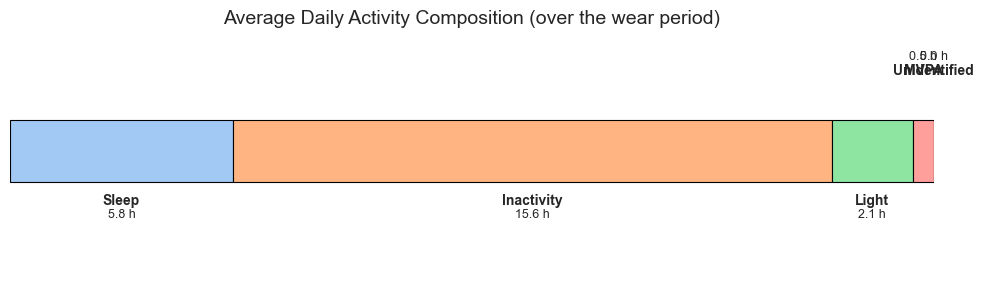 Average Daily Activity Composition (over the wear period)
Sleep
5.8 h
Inactivity
15.6 h
Light
2.1 h